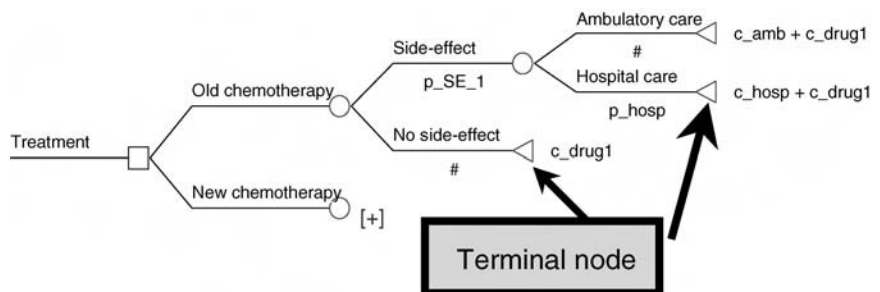 Treatment
Old chemotherapy
Side-effect
p_SE_1
Ambulatory care
#
c_amb + c_drug1
Hospital care
p_hosp
c_hosp + c_drug1
No side-effect
#
c_drug1
New chemotherapy
[+]
Terminal node